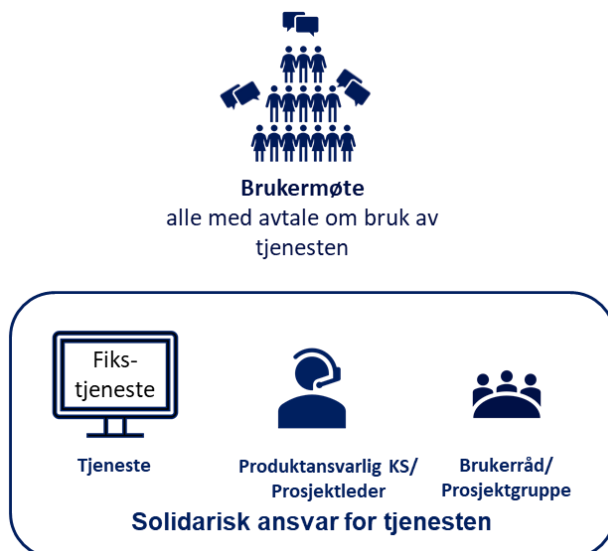 Brukermøte
alle med avtale om bruk av
tjenesten
Fiks-
tjeneste
Tjeneste
Produktansvarlig KS/
Prosjektleder
Brukerråd/
Prosjektgruppe
Solidarisk ansvar for tjenesten